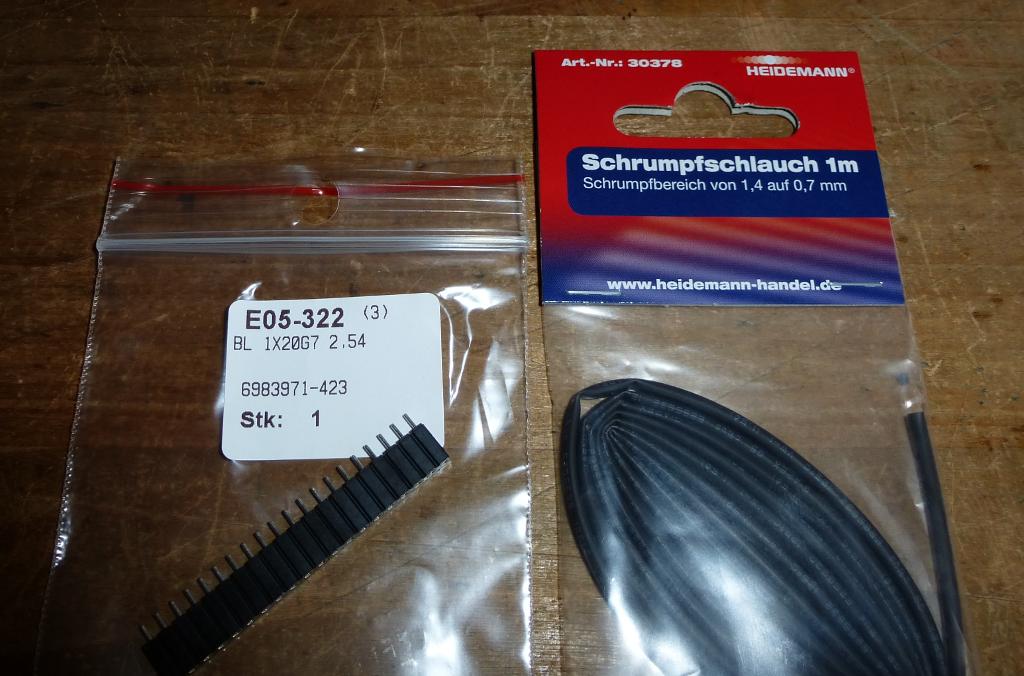 Art.-Nr.: 30378
HEIDEMANN®
Schrumpfschlauch 1m
Schrumpfbereich von 1,4 auf 0,7 mm
www.heidemann-handel.de
E05-322 (3)
BL 1X20G7 2.54
6983971-423
Stk: 1